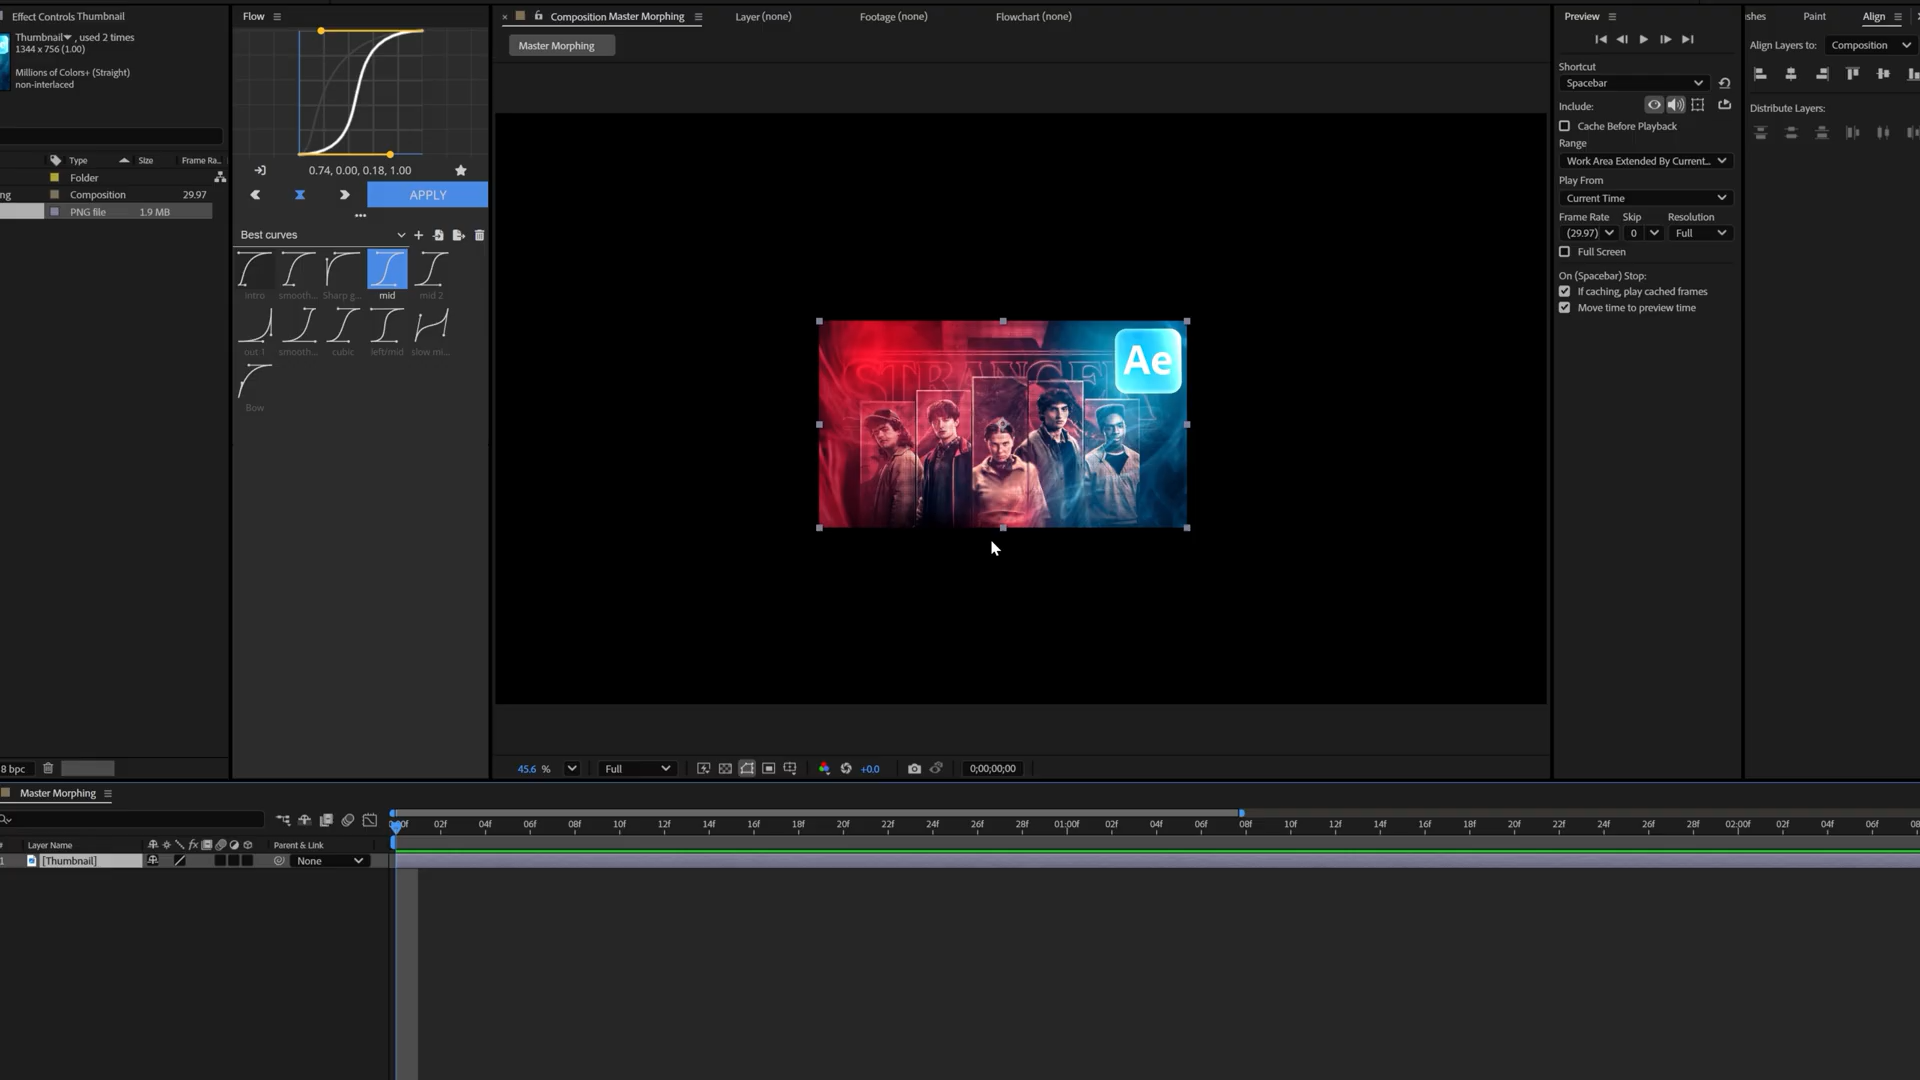 Effect Controls Thumbnail
Thumbnail , used 2 times
1344 x 756 (1.00)
Millions of Colors+ (Straight)
non-interlaced
Type
Size
Frame Ra..
Folder
ng
Composition
29.97
PNG file
1.9 MB
8 bpc
Flow
0.74, 0.00, 0.18, 1.00
APPLY
Best curves
intro
smooth...
Sharp g...
mid
mid 2
out 1
smooth...
cubic
left/mid
slow mi...
Bow
Composition Master Morphing
Layer (none)
Footage (none)
Flowchart (none)
Master Morphing
STRANGE
Ae
45.6 %
Full
+0.0
0;00;00;00
Preview
Shortcut
Spacebar
Include:
Cache Before Playback
Range
Work Area Extended By Current...
Play From
Current Time
Frame Rate
Skip
Resolution
(29.97)
0
Full
Full Screen
On (Spacebar) Stop:
If caching, play cached frames
Move time to preview time
shes
Paint
Align
Align Layers to:
Composition
Distribute Layers:
Master Morphing
02f
04f
06f
08f
10f
12f
14f
16f
18f
20f
22f
24f
26f
28f
01:00f
02f
04f
06f
08f
10f
12f
14f
16f
18f
20f
22f
24f
26f
28f
02:00f
02f
04f
06f
08
#
Layer Name
fx
Parent & Link
1
[Thumbnail]
None